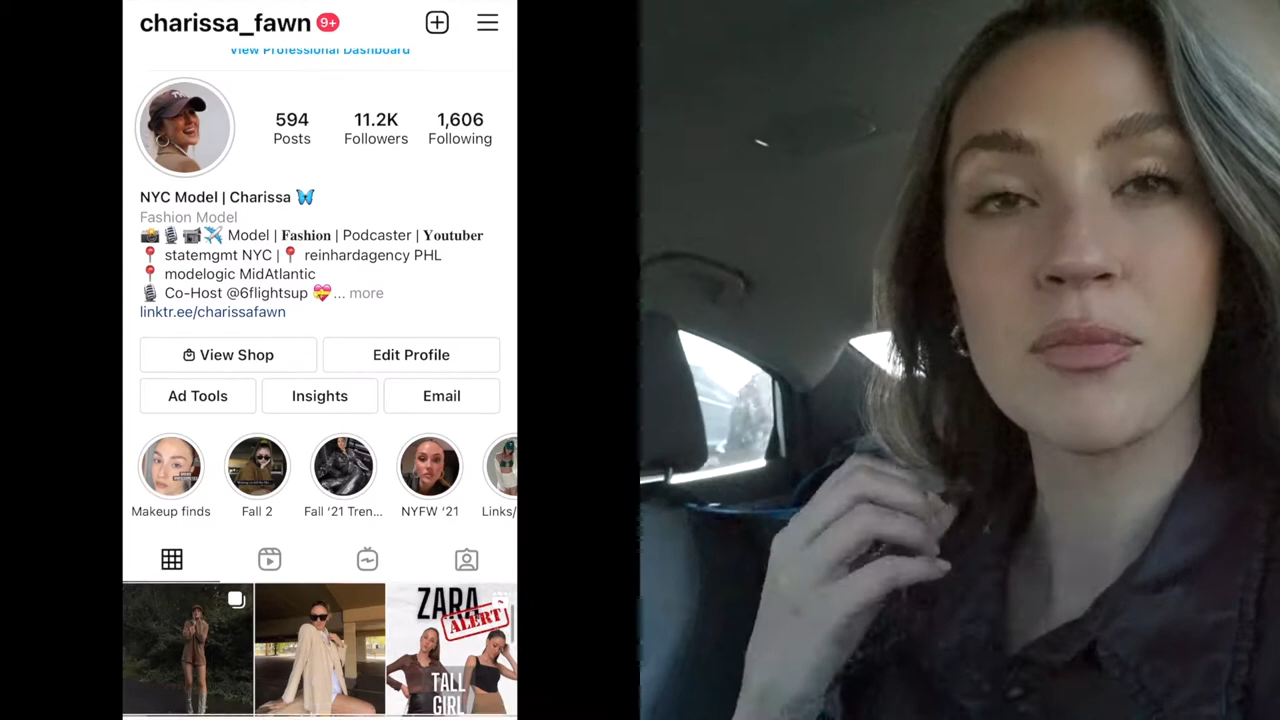 charissa_fawn 9+
View Professional Dashboard
594 11.2K 1,606
Posts Followers Following
NYC Model | Charissa 🦋
Fashion Model
📸🎙📹✈️ Model | 𝐅𝐚𝐬𝐡𝐢𝐨𝐧 | Podcaster | 𝐘𝐨𝐮𝐭𝐮𝐛𝐞𝐫
📍 statemgmt NYC |📍 reinhardagency PHL
📍 modelogic MidAtlantic
🎙 Co-Host @6flightsup 💝... more
linktr.ee/charissafawn
View Shop Edit Profile
Ad Tools Insights Email
Makeup finds Fall 2 Fall '21 Tren... NYFW '21 Links/
ZARA
ALERT
TALL
GIRL